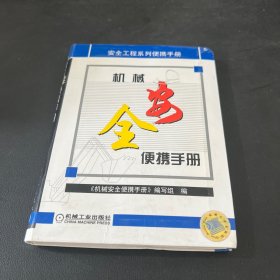 安全工程系列便携手册
机械
安
全
便携手册
《机械安全便携手册》编写组 编
机械工业出版社
CHINA MACHINE PRESS